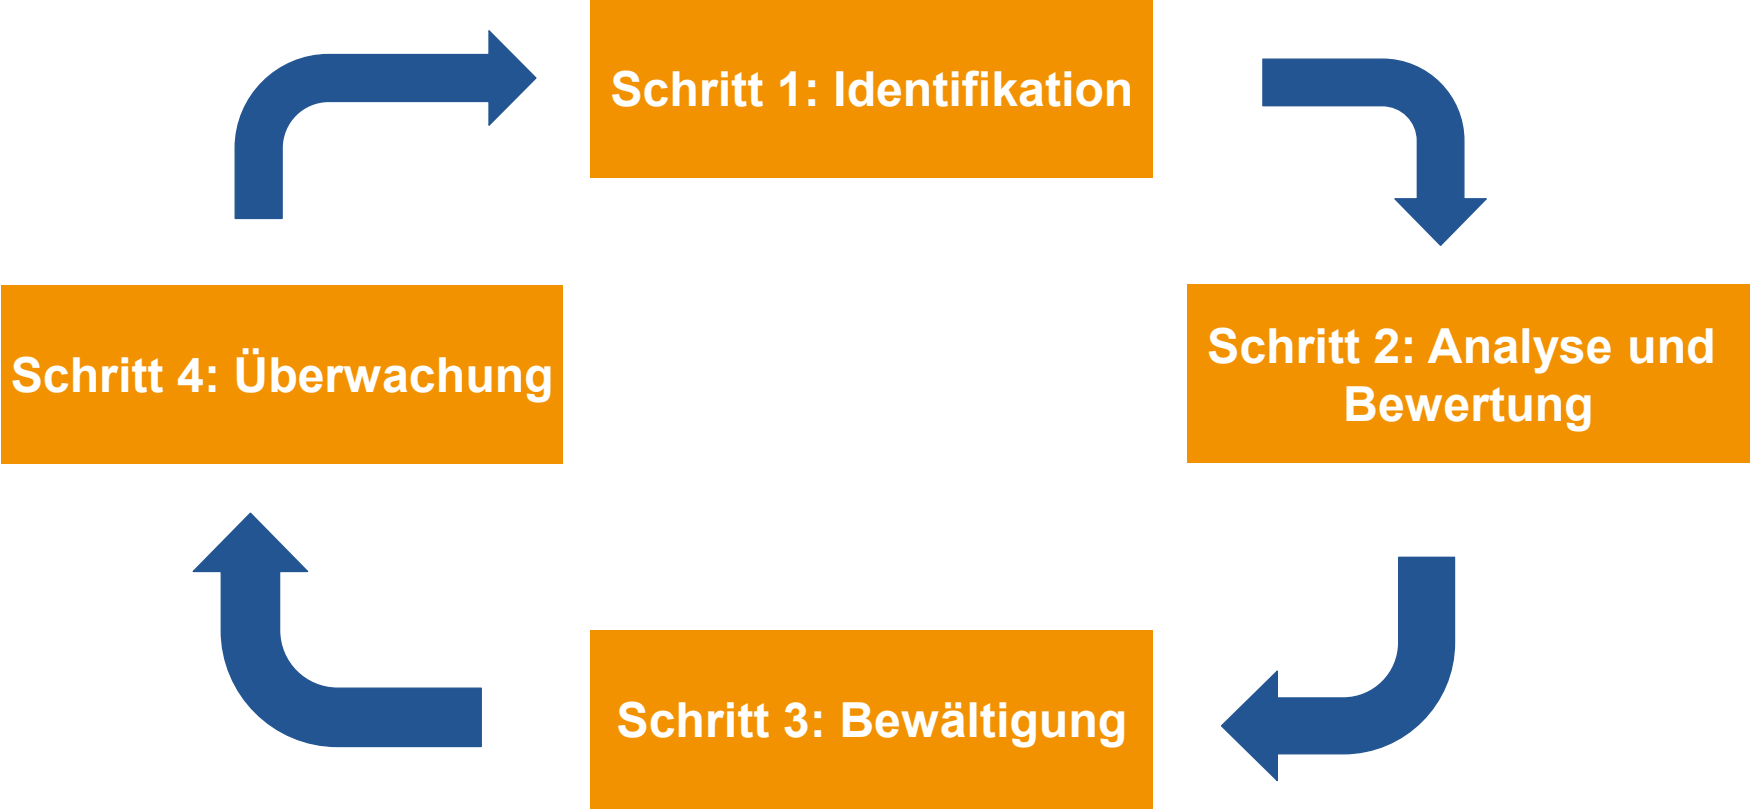 Schritt 1: Identifikation
Schritt 2: Analyse und
Bewertung
Schritt 3: Bewältigung
Schritt 4: Überwachung